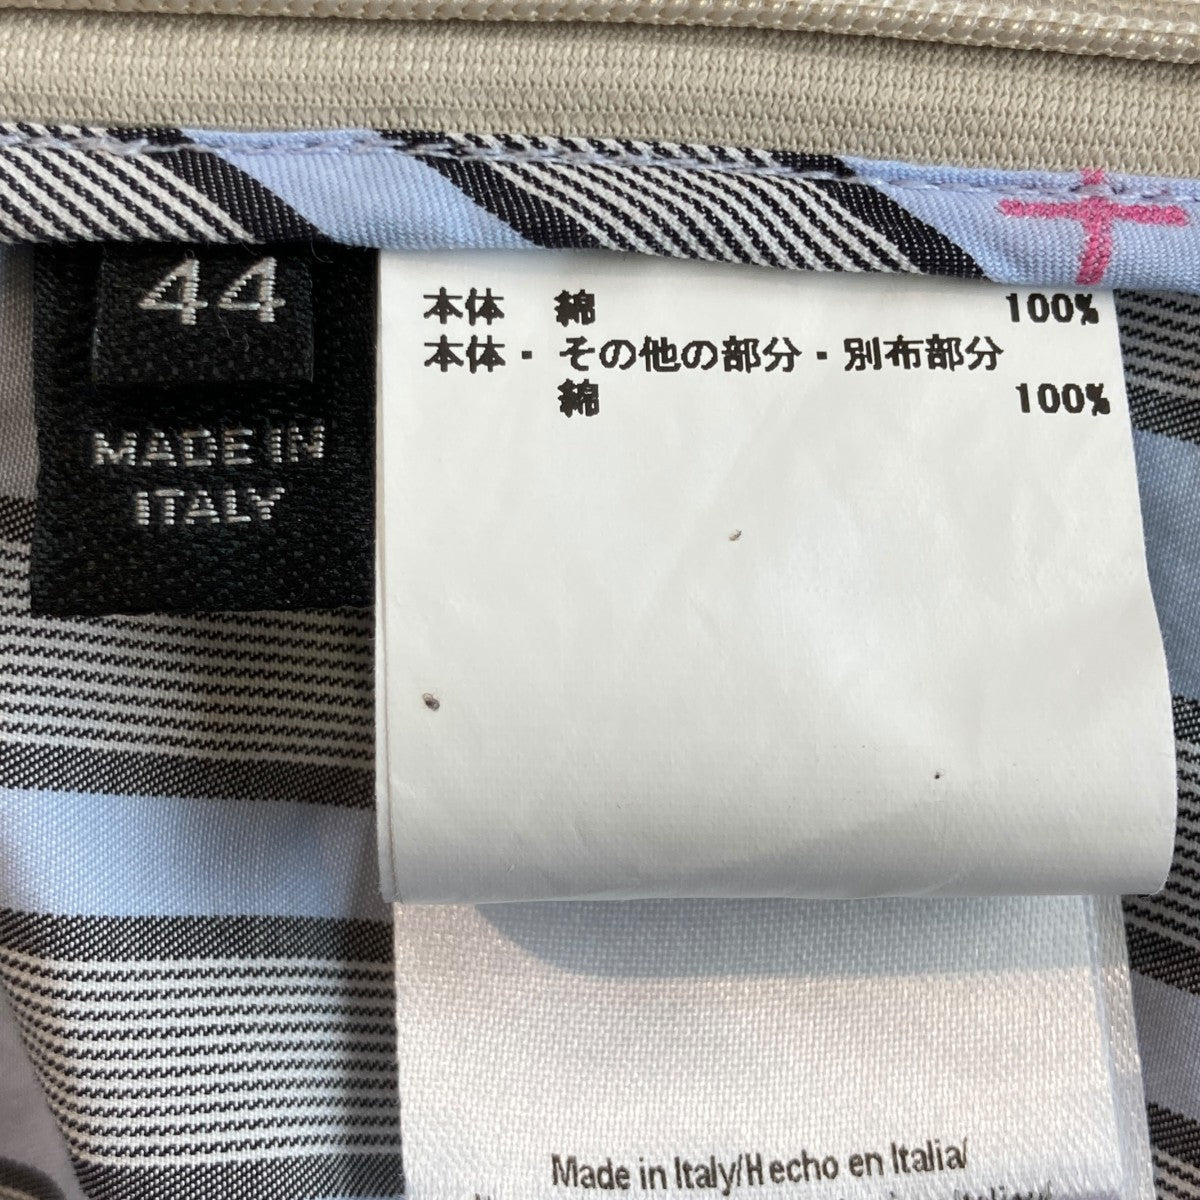 44
MADE IN
ITALY
本体 綿 100%
本体・その他の部分・別布部分
綿 100%
Made in Italy/Hecho en Italia/